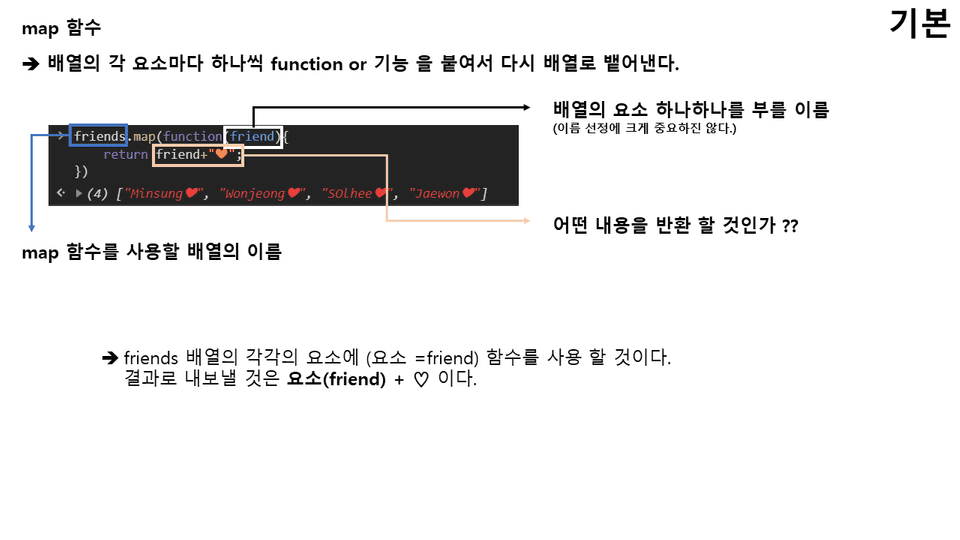 기본
map 함수
➔ 배열의 각 요소마다 하나씩 function or 기능 을 붙여서 다시 배열로 뱉어낸다.
배열의 요소 하나하나를 부를 이름
(이름 선정에 크게 중요하진 않다.)
> friends.map(function(friend){
return friend+"♥";
})
<· ▶(4) ["Minsung♥", "Wonjeong♥", "SOlhee♥", "Jaewon♥"]
어떤 내용을 반환 할 것인가 ??
map 함수를 사용할 배열의 이름
➔ friends 배열의 각각의 요소에 (요소 =friend) 함수를 사용 할 것이다.
결과로 내보낼 것은 요소(friend) + ♡ 이다.